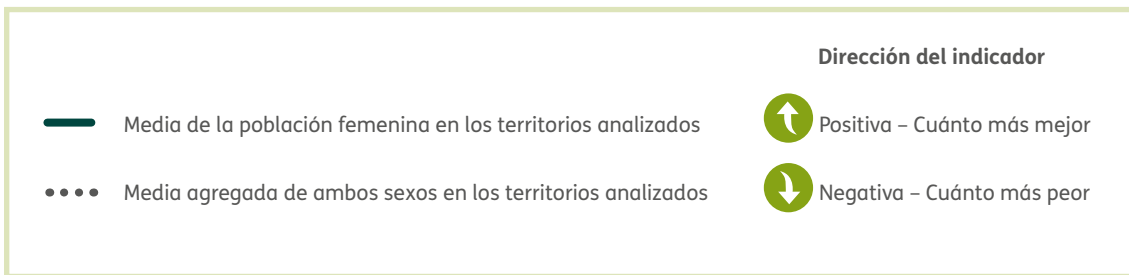 Dirección del indicador
Media de la población femenina en los territorios analizados
Positiva – Cuánto más mejor
Media agregada de ambos sexos en los territorios analizados
Negativa – Cuánto más peor